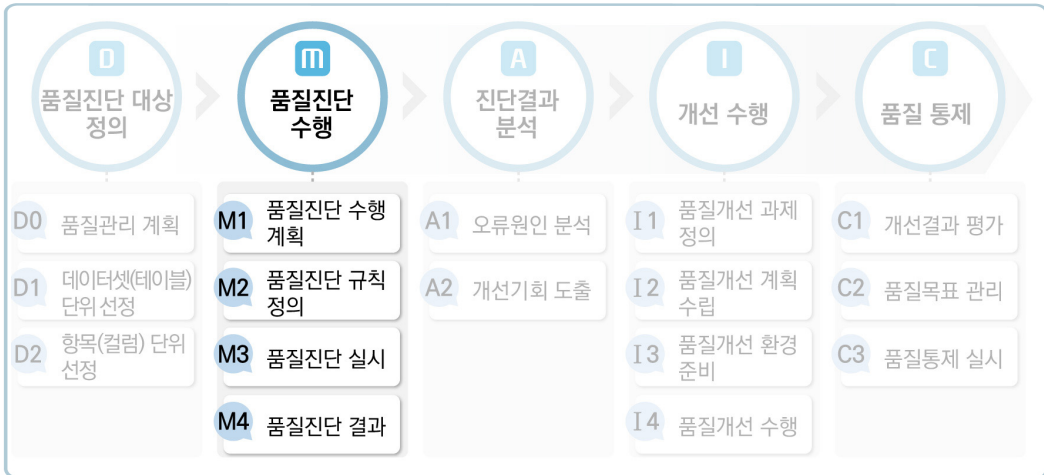 D
품질진단 대상
정의
M
품질진단
수행
A
진단결과
분석
I
개선 수행
C
품질 통제
D0 품질관리 계획
D1 데이터셋(테이블)
단위 선정
D2 항목(컬럼) 단위
선정
M1 품질진단 수행
계획
M2 품질진단 규칙
정의
M3 품질진단 실시
M4 품질진단 결과
A1 오류원인 분석
A2 개선기회 도출
I1 품질개선 과제
정의
I2 품질개선 계획
수립
I3 품질개선 환경
준비
I4 품질개선 수행
C1 개선결과 평가
C2 품질목표 관리
C3 품질통제 실시